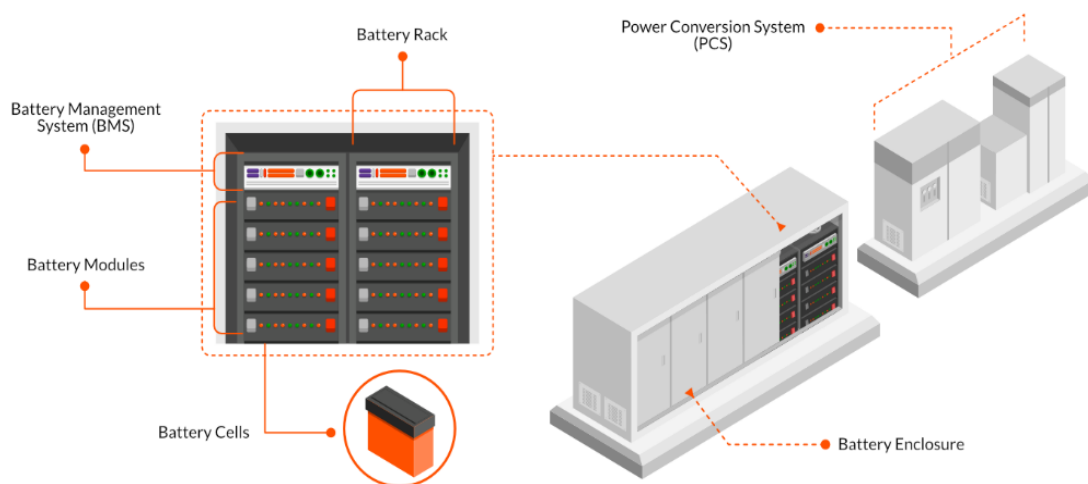 Battery Rack
Power Conversion System
(PCS)
Battery Management
System (BMS)
Battery Modules
Battery Cells
Battery Enclosure